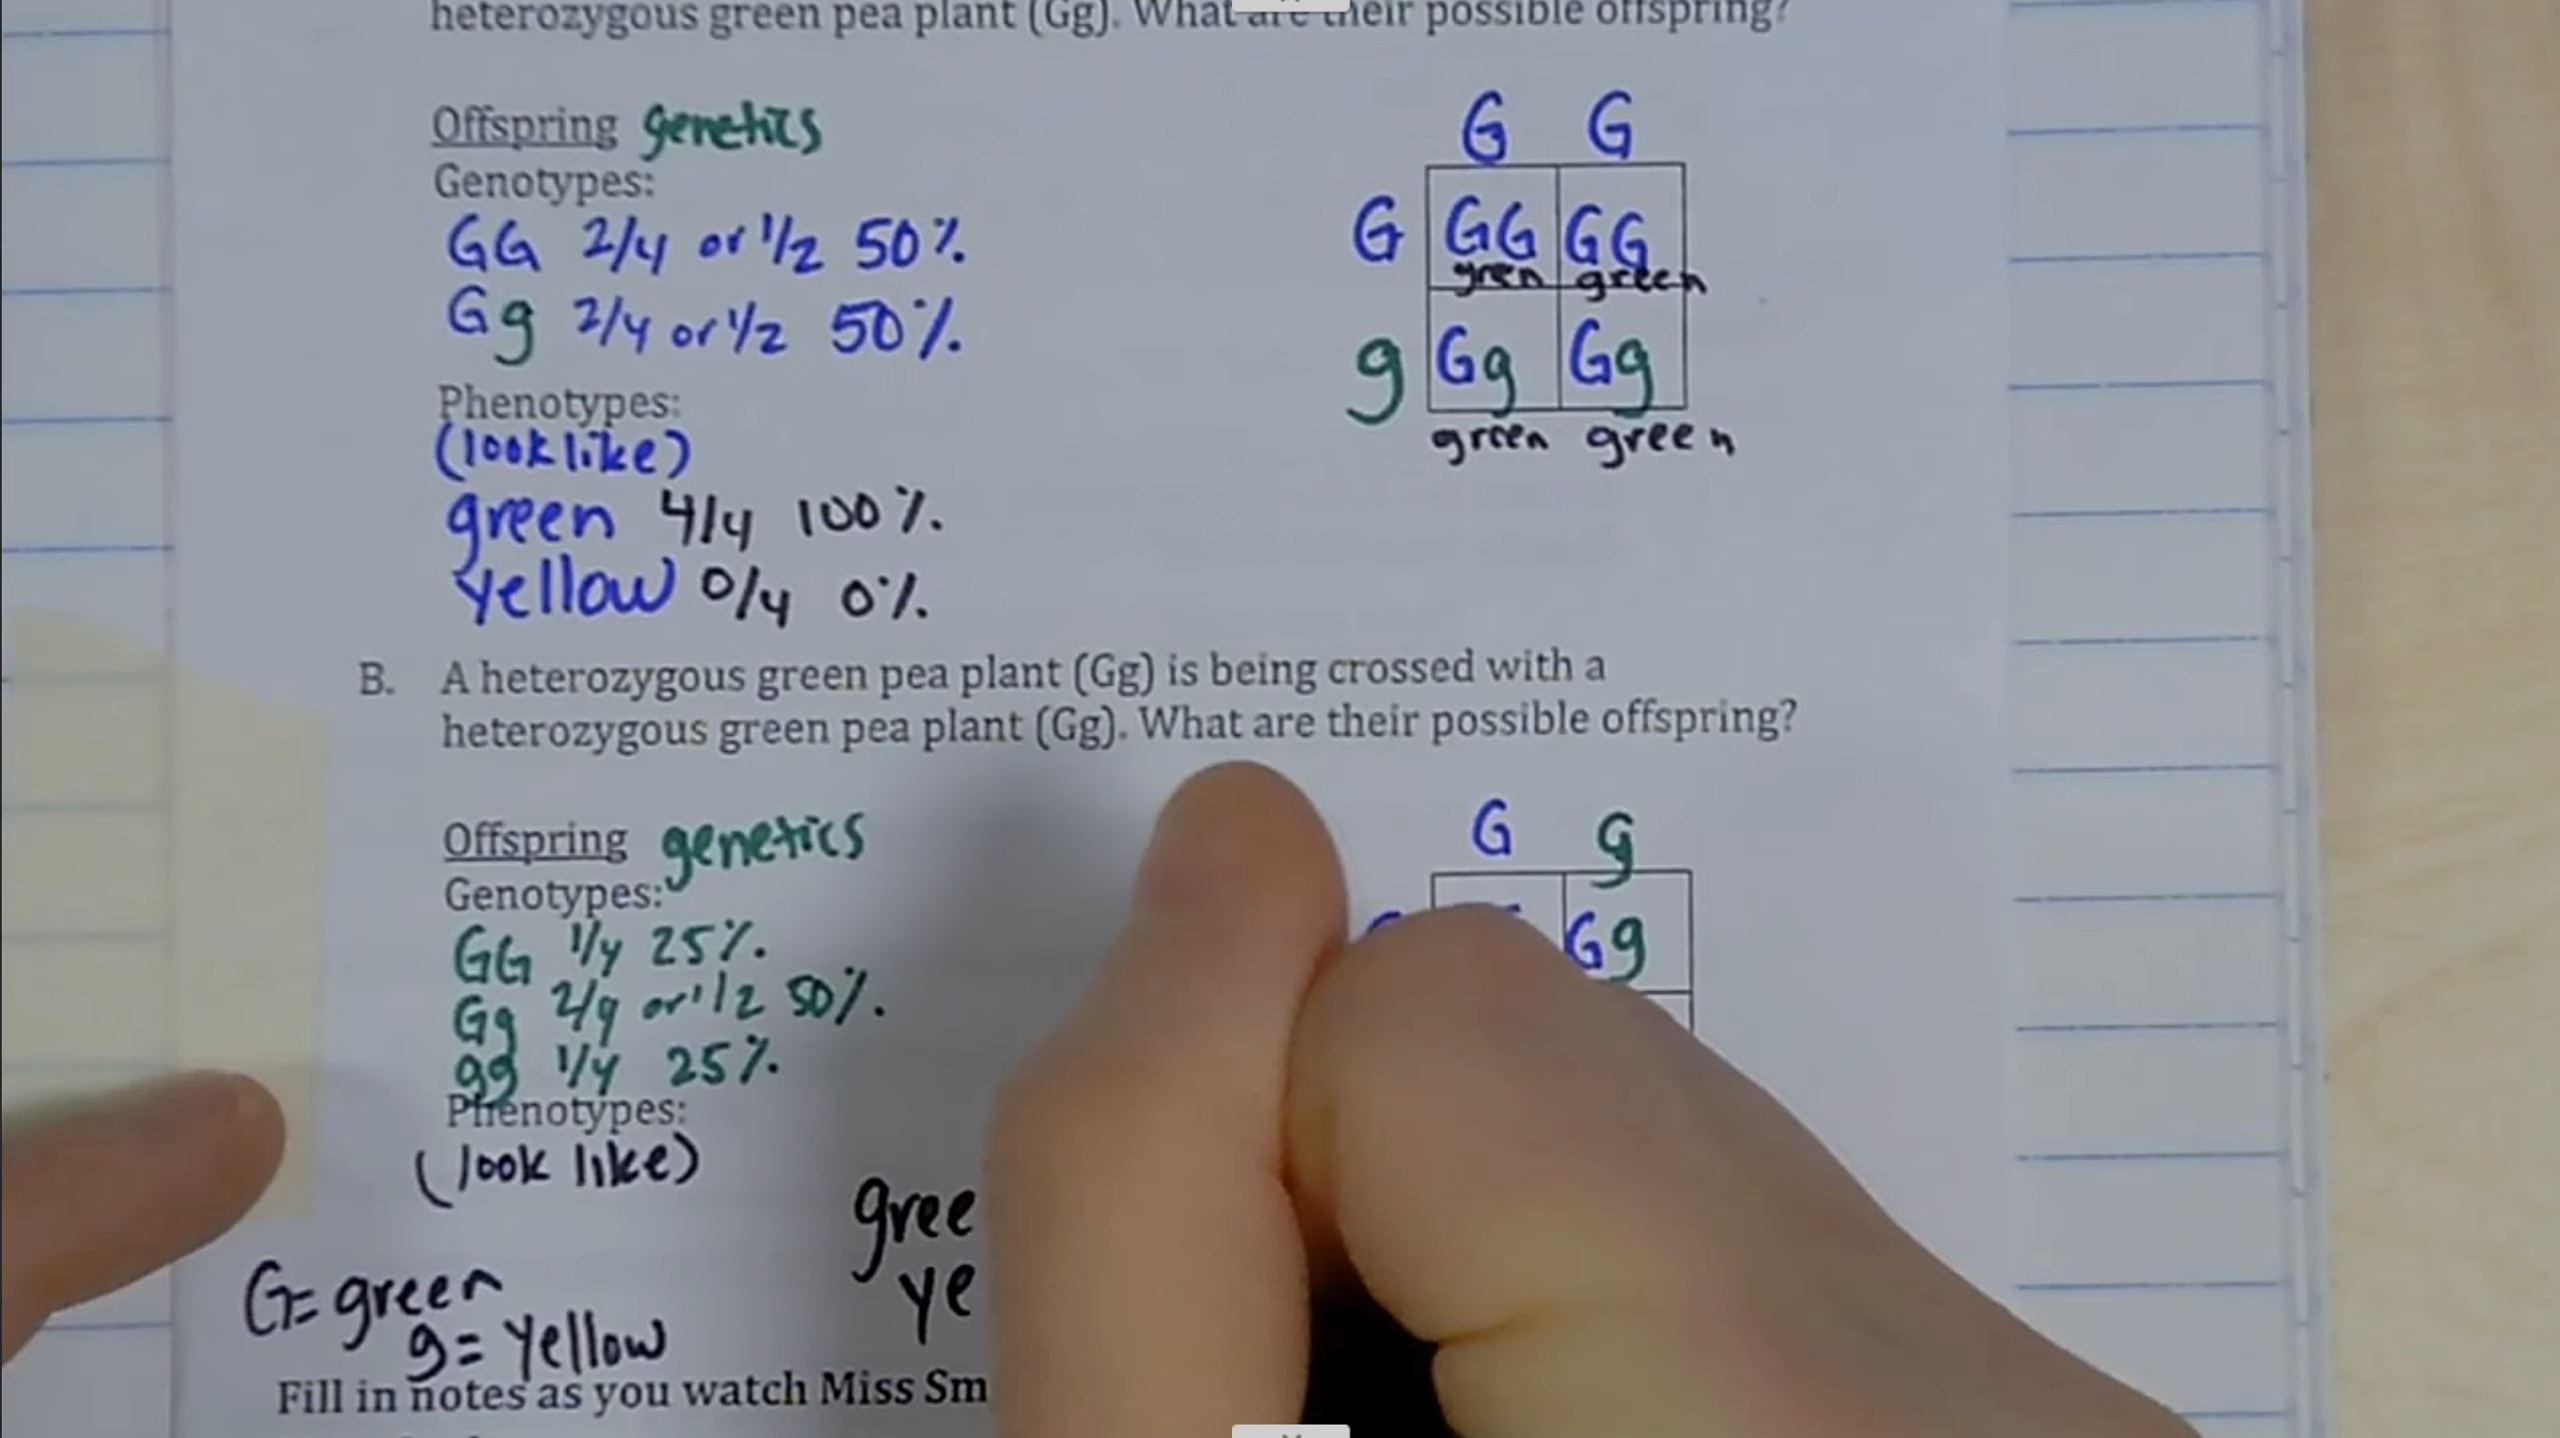 heterozygous green pea plant (Gg). What are their possible offspring?
Offspring genetics
Genotypes:
GG 2/4 or 1/2 50%.
Gg 2/4 or 1/2 50%.
Phenotypes:
(look like)
green 4/4 100%.
yellow 0/4 0%.
G G
G GG GG
green green
g Gg Gg
green green
B. A heterozygous green pea plant (Gg) is being crossed with a
heterozygous green pea plant (Gg). What are their possible offspring?
Offspring genetics
Genotypes:
GG 1/4 25%.
Gg 2/4 or 1/2 50%.
gg 1/4 25%.
Phenotypes:
(look like)
gree
ye
G g
Gg
G= green
g= yellow
Fill in notes as you watch Miss Sm